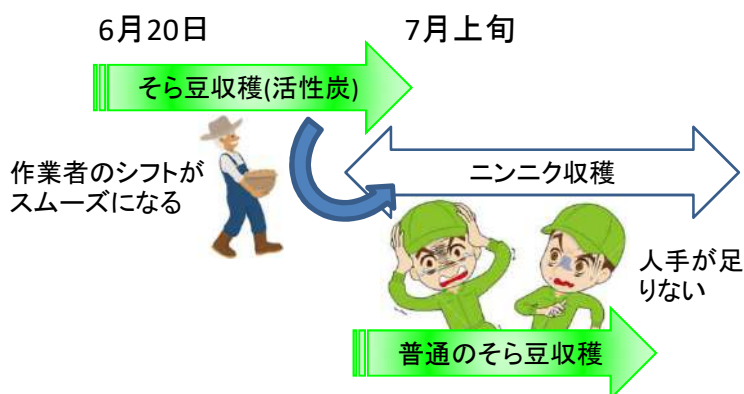 6月20日
7月上旬
そら豆収穫(活性炭)
作業者のシフトが
スムーズになる
ニンニク収穫
人手が足
りない
普通のそら豆収穫